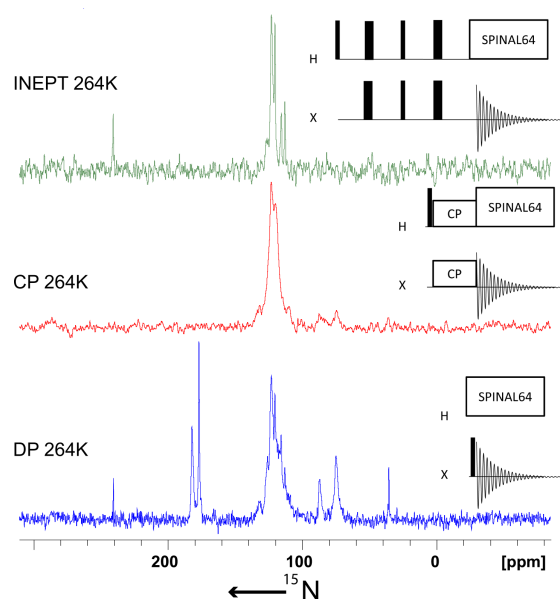 SPINAL64
H
INEPT 264K
X
SPINAL64
CP
H
CP
CP 264K
X
SPINAL64
H
DP 264K
X
200 100 0 [ppm]
15N